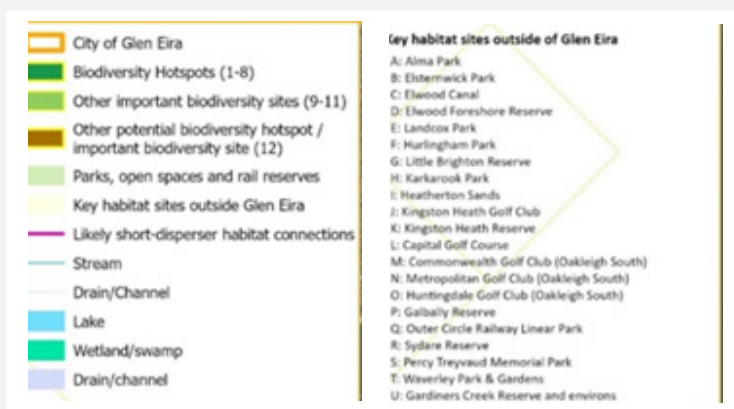 City of Glen Eira
Biodiversity Hotspots (1-8)
Other important biodiversity sites (9-11)
Other potential biodiversity hotspot /
important biodiversity site (12)
Parks, open spaces and rail reserves
Key habitat sites outside Glen Eira
Likely short-disperser habitat connections
Stream
Drain/Channel
Lake
Wetland/swamp
Drain/channel
Key habitat sites outside of Glen Eira
A: Alma Park
B: Elsternwick Park
C: Elwood Canal
D: Elwood Foreshore Reserve
E: Landcox Park
F: Hurlingham Park
G: Little Brighton Reserve
H: Karkarook Park
I: Heatherton Sands
J: Kingston Heath Golf Club
K: Kingston Heath Reserve
L: Capital Golf Course
M: Commonwealth Golf Club (Oakleigh South)
N: Metropolitan Golf Club (Oakleigh South)
O: Huntingdale Golf Club (Oakleigh South)
P: Galbally Reserve
Q: Outer Circle Railway Linear Park
R: Sydare Reserve
S: Percy Treyvaud Memorial Park
T: Waverley Park & Gardens
U: Gardiners Creek Reserve and environs